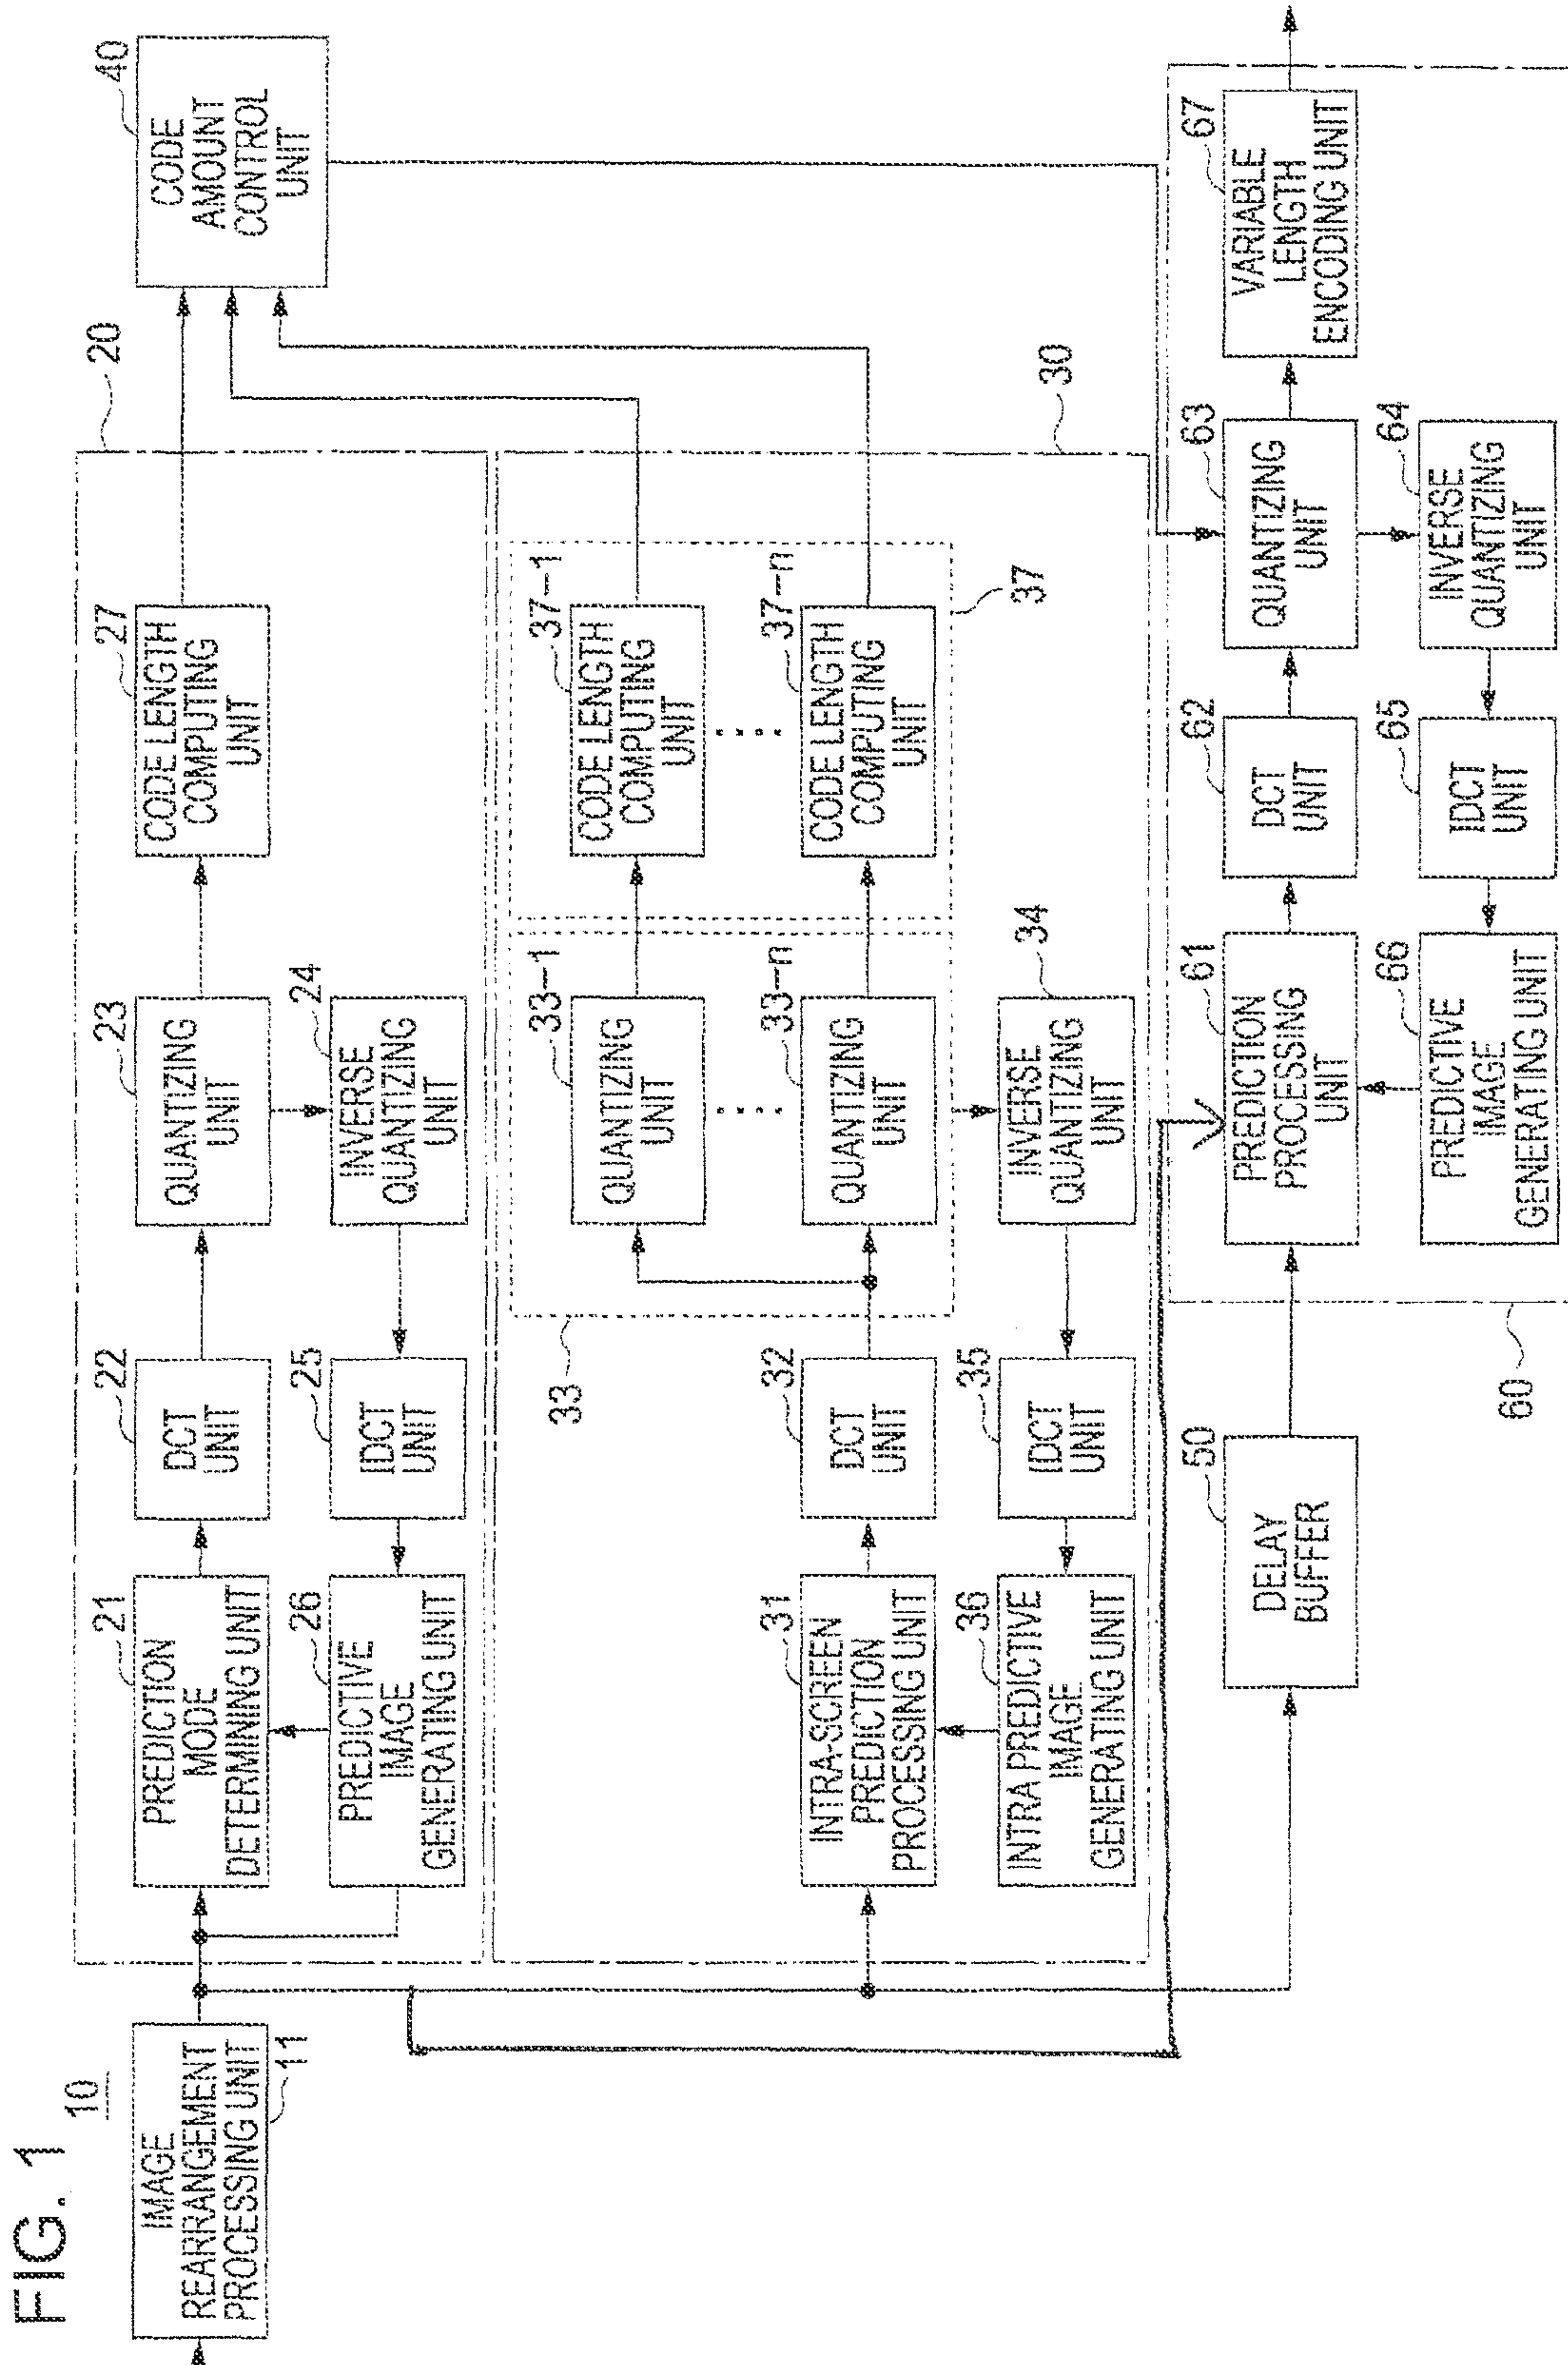 FIG. 1
10
IMAGE
REARRANGEMENT
PROCESSING UNIT
11
20
21
PREDICTION
MODE
DETERMINING UNIT
22
DCT
UNIT
23
QUANTIZING
UNIT
27
CODE LENGTH
COMPUTING
UNIT
40
CODE
AMOUNT
CONTROL
UNIT
26
PREDICTIVE
IMAGE
GENERATING UNIT
25
IDCT
UNIT
24
INVERSE
QUANTIZING
UNIT
30
33
33-1
QUANTIZING
UNIT
37-1
CODE LENGTH
COMPUTING
UNIT
31
INTRA-SCREEN
PREDICTION
PROCESSING UNIT
32
DCT
UNIT
33-n
QUANTIZING
UNIT
37-n
CODE LENGTH
COMPUTING
UNIT
37
36
INTRA PREDICTIVE
IMAGE
GENERATING UNIT
35
IDCT
UNIT
34
INVERSE
QUANTIZING
UNIT
50
DELAY
BUFFER
61
PREDICTION
PROCESSING
UNIT
62
DCT
UNIT
63
QUANTIZING
UNIT
67
VARIABLE
LENGTH
ENCODING UNIT
66
PREDICTIVE
IMAGE
GENERATING UNIT
65
IDCT
UNIT
64
INVERSE
QUANTIZING
UNIT
60